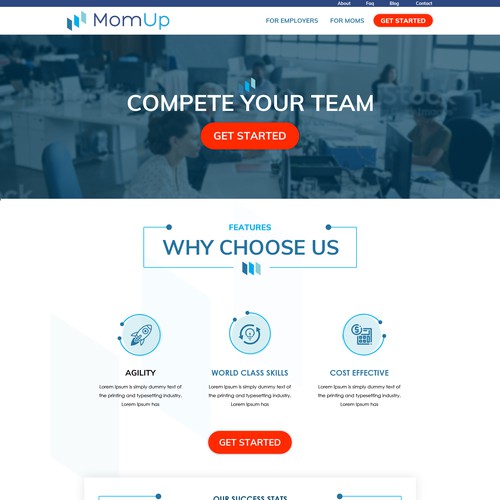 About Faq Blog Contact
MomUp
FOR EMPLOYERS FOR MOMS GET STARTED
COMPETE YOUR TEAM
GET STARTED
FEATURES
WHY CHOOSE US
AGILITY WORLD CLASS SKILLS COST EFFECTIVE
Lorem Ipsum is simply dummy text of Lorem Ipsum is simply dummy text of Lorem Ipsum is simply dummy text of
the printing and typesetting industry. the printing and typesetting industry. the printing and typesetting industry.
Lorem Ipsum has Lorem Ipsum has Lorem Ipsum has
GET STARTED
OUR SUCCESS STATS